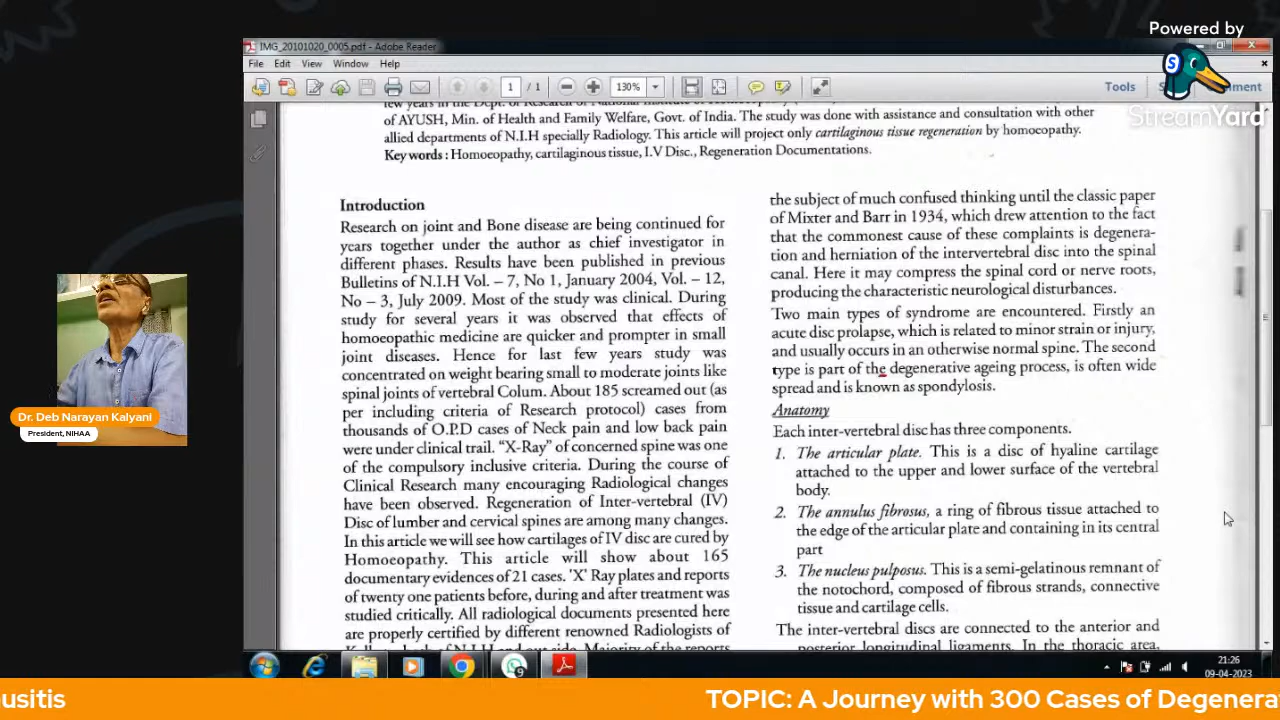 Powered by
StreamYard
IMG_20101020_0005.pdf - Adobe Reader
File Edit View Window Help
1 / 1
130%
Tools
of AYUSH, Min. of Health and Family Welfare, Govt. of India. The study was done with assistance and consultation with other
allied departments of N.I.H specially Radiology. This article will project only cartilaginous tissue regeneration by homoeopathy.
Key words : Homoeopathy, cartilaginous tissue, I.V Disc., Regeneration Documentations.
Introduction
Research on joint and Bone disease are being continued for
years together under the author as chief investigator in
different phases. Results have been published in previous
Bulletins of N.I.H Vol. – 7, No 1, January 2004, Vol. – 12,
No – 3, July 2009. Most of the study was clinical. During
study for several years it was observed that effects of
homoeopathic medicine are quicker and prompter in small
joint diseases. Hence for last few years study was
concentrated on weight bearing small to moderate joints like
spinal joints of vertebral Colum. About 185 screamed out (as
per including criteria of Research protocol) cases from
thousands of O.P.D cases of Neck pain and low back pain
were under clinical trail. “X-Ray” of concerned spine was one
of the compulsory inclusive criteria. During the course of
Clinical Research many encouraging Radiological changes
have been observed. Regeneration of Inter-vertebral (IV)
Disc of lumber and cervical spines are among many changes.
In this article we will see how cartilages of IV disc are cured by
Homoeopathy. This article will show about 165
documentary evidences of 21 cases. 'X' Ray plates and reports
of twenty one patients before, during and after treatment was
studied critically. All radiological documents presented here
are properly certified by different renowned Radiologists of
the subject of much confused thinking until the classic paper
of Mixter and Barr in 1934, which drew attention to the fact
that the commonest cause of these complaints is degenera-
tion and herniation of the intervertebral disc into the spinal
canal. Here it may compress the spinal cord or nerve roots,
producing the characteristic neurological disturbances.
Two main types of syndrome are encountered. Firstly an
acute disc prolapse, which is related to minor strain or injury,
and usually occurs in an otherwise normal spine. The second
type is part of the degenerative ageing process, is often wide
spread and is known as spondylosis.
Anatomy
Each inter-vertebral disc has three components.
1. The articular plate. This is a disc of hyaline cartilage
attached to the upper and lower surface of the vertebral
body.
2. The annulus fibrosus, a ring of fibrous tissue attached to
the edge of the articular plate and containing in its central
part
3. The nucleus pulposus. This is a semi-gelatinous remnant of
the notochord, composed of fibrous strands, connective
tissue and cartilage cells.
The inter-vertebral discs are connected to the anterior and
posterior longitudinal ligaments. In the thoracic area,
Dr. Deb Narayan Kalyani
President, NIHAA
21:26
09-04-2023
usitis TOPIC: A Journey with 300 Cases of Degenera